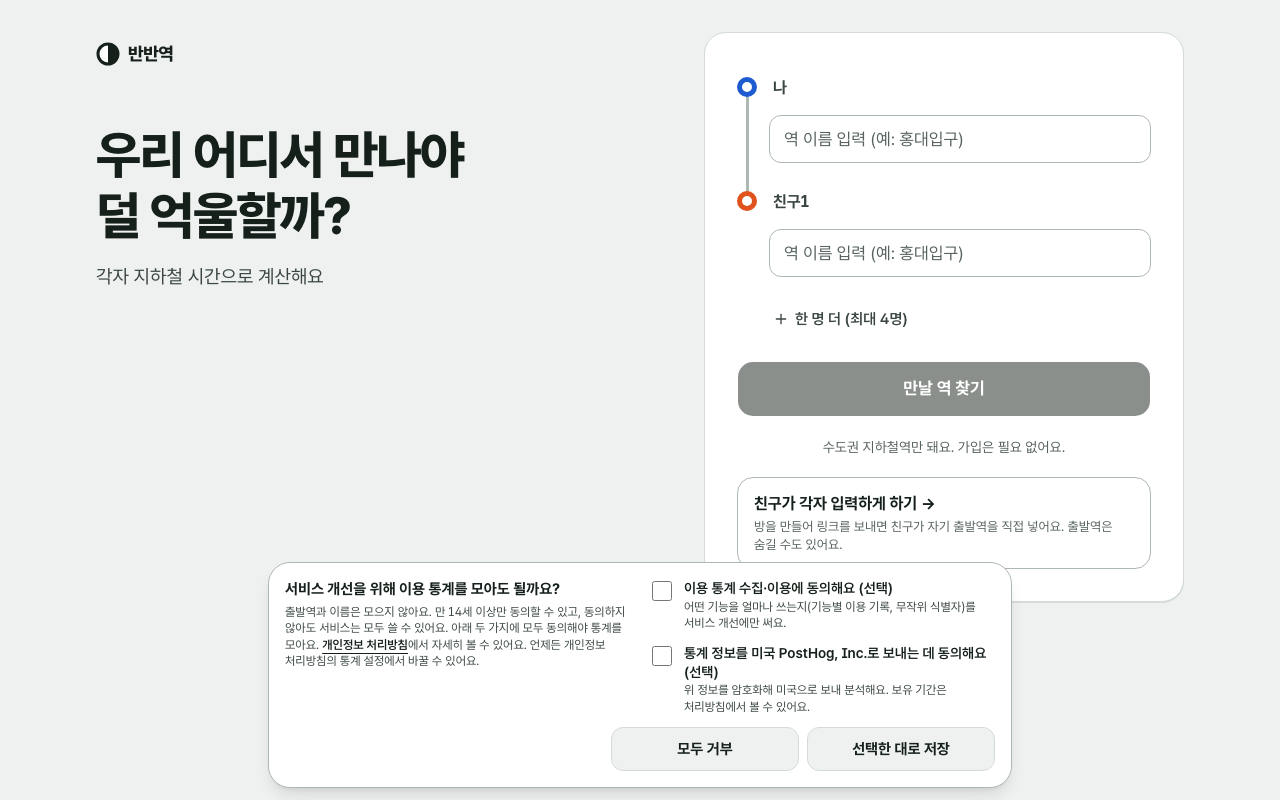 반반역
우리 어디서 만나야
덜 억울할까?
각자 지하철 시간으로 계산해요
나
역 이름 입력 (예: 홍대입구)
친구1
역 이름 입력 (예: 홍대입구)
+ 한 명 더 (최대 4명)
만날 역 찾기
수도권 지하철역만 돼요. 가입은 필요 없어요.
친구가 각자 입력하게 하기 →
방을 만들어 링크를 보내면 친구가 자기 출발역을 직접 넣어요. 출발역은
숨길 수도 있어요.
서비스 개선을 위해 이용 통계를 모아도 될까요?
출발역과 이름은 모으지 않아요. 만 14세 이상만 동의할 수 있고, 동의하지
않아도 서비스는 모두 쓸 수 있어요. 아래 두 가지에 모두 동의해야 통계를
모아요. 개인정보 처리방침에서 자세히 볼 수 있어요. 언제든 개인정보
처리방침의 통계 설정에서 바꿀 수 있어요.
이용 통계 수집·이용에 동의해요 (선택)
어떤 기능을 얼마나 쓰는지(기능별 이용 기록, 무작위 식별자)를
서비스 개선에만 써요.
통계 정보를 미국 PostHog, Inc.로 보내는 데 동의해요
(선택)
위 정보를 암호화해 미국으로 보내 분석해요. 보유 기간은
처리방침에서 볼 수 있어요.
모두 거부
선택한 대로 저장